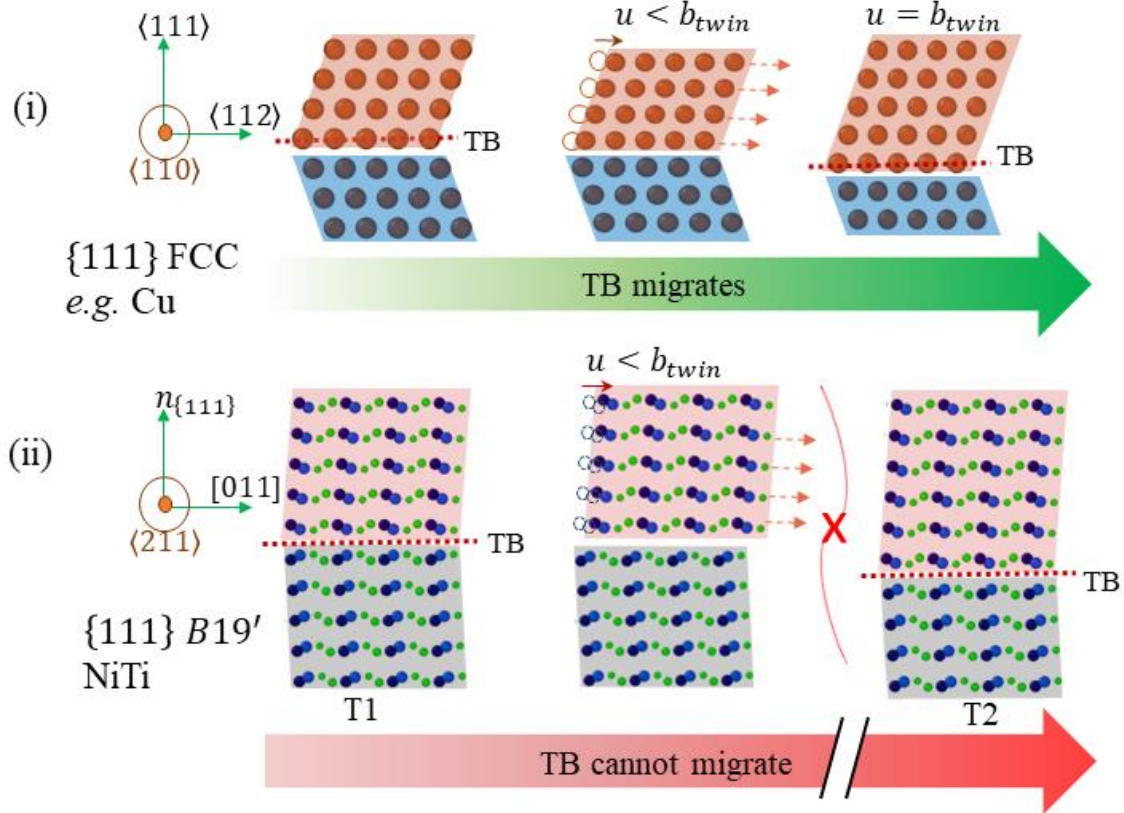 ⟨111⟩
u < b_twin
u = b_twin
(i)
⟨112⟩
TB
TB
⟨110⟩
{111} FCC
e.g. Cu
TB migrates
u < b_twin
n_{111}
(ii)
[011]
⟨211⟩
TB
X
TB
{111} B19′
NiTi
T1
T2
TB cannot migrate